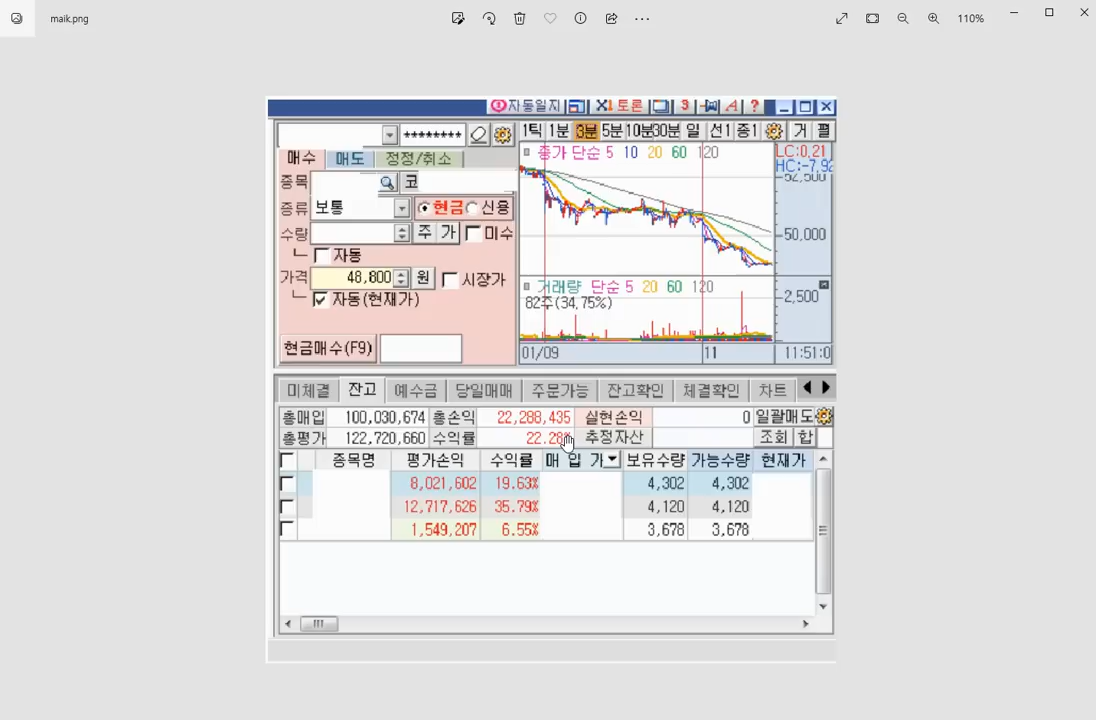 maik.png
110%
자동일지 토론 3 A ?
********
1틱 1분 3분 5분 10분 30분 일 선1 종1 거 펼
매수 매도 정정/취소
종가 단순 5 10 20 60 120
LC:0,21
HC:-7,92
52,500
종목 코
종류 보통 현금 신용
수량 주 가 미수
50,000
자동
가격 48,800 원 시장가
거래량 단순 5 20 60 120
자동(현재가)
82주(34,75%)
2,500
현금매수(F9)
01/09 11 11:51:0
미체결 잔고 예수금 당일매매 주문가능 잔고확인 체결확인 차트
총매입 100,030,674 총손익 22,288,435 실현손익 0 일괄매도
총평가 122,720,660 수익률 22.28% 추정자산 조회 합
종목명 평가손익 수익률 매 입 가 보유수량 가능수량 현재가
8,021,602 19.63% 4,302 4,302
12,717,626 35.79% 4,120 4,120
1,549,207 6.55% 3,678 3,678